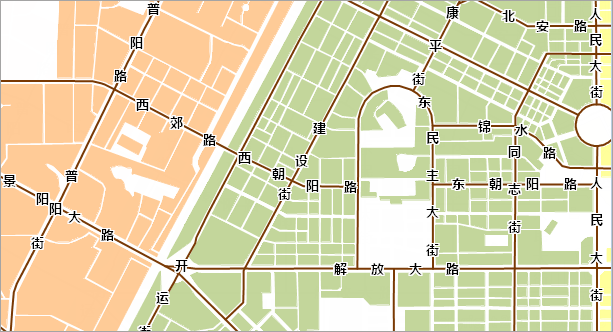 普阳路
康平街
北安路
人民大街
西郊路
建设街
东民主大街
锦水路
同志街
西朝阳路
东朝阳路
普阳街
景阳大路
人民大街
解放大路
开运街